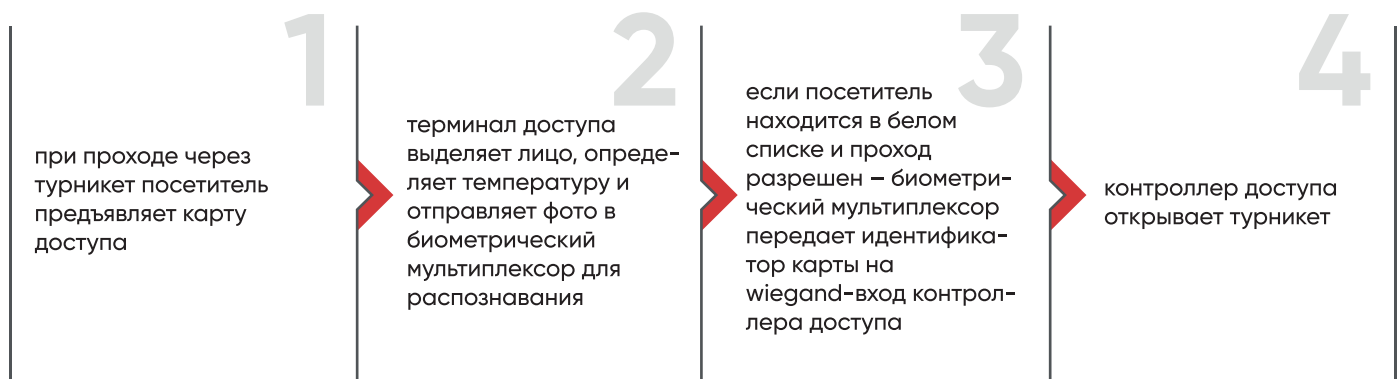 1
при проходе через
турникет посетитель
предъявляет карту
доступа
2
терминал доступа
выделяет лицо, опреде-
ляет температуру и
отправляет фото в
биометрический
мультиплексор для
распознавания
3
если посетитель
находится в белом
списке и проход
разрешен – биометри-
ческий мультиплексор
передает идентифика-
тор карты на
wiegand-вход контрол-
лера доступа
4
контроллер доступа
открывает турникет